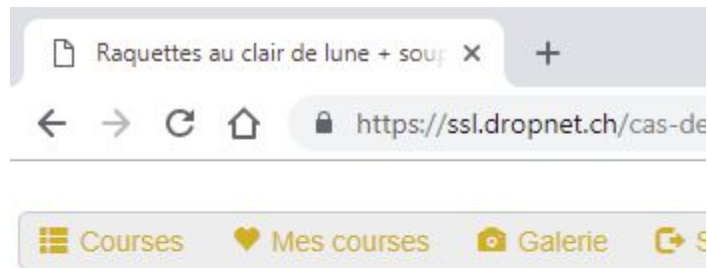 Raquettes au clair de lune + soup
https://ssl.dropnet.ch/cas-de
Courses Mes courses Galerie S